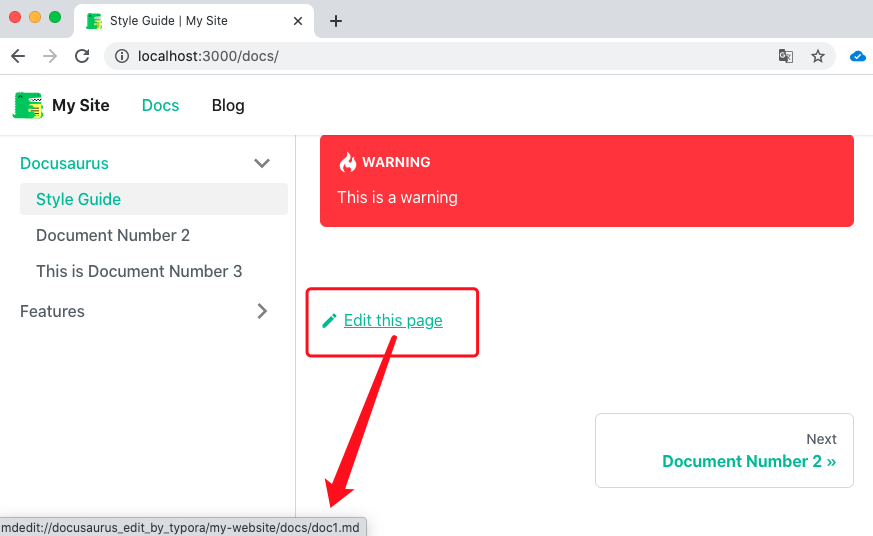 Style Guide | My Site
localhost:3000/docs/
My Site Docs Blog
Docusaurus
Style Guide
Document Number 2
This is Document Number 3
Features
WARNING
This is a warning
Edit this page
Next
Document Number 2 »
mdedit://docusaurus_edit_by_typora/my-website/docs/doc1.md